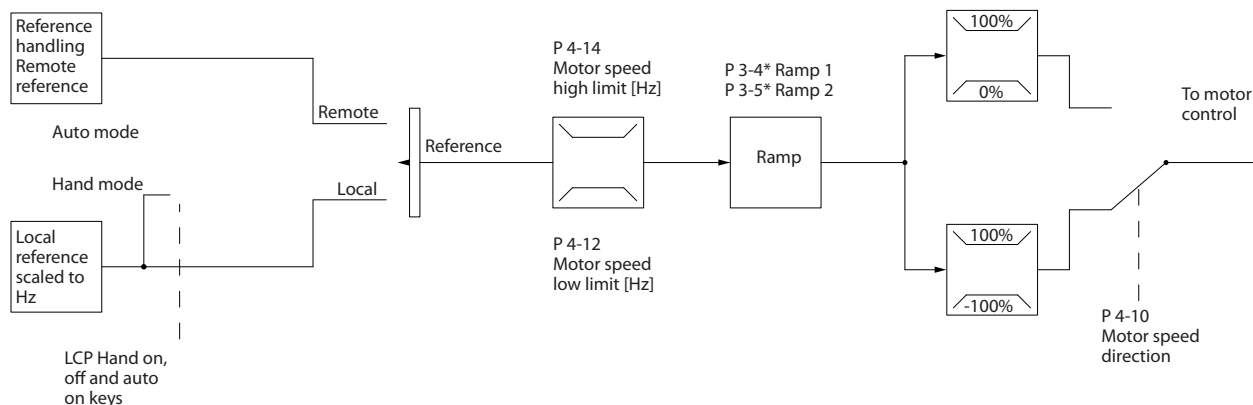 Reference
handling
Remote
reference
Auto mode
Hand mode
Local
reference
scaled to
Hz
LCP Hand on,
off and auto
on keys
Remote
Local
Reference
P 4-14
Motor speed
high limit [Hz]
P 4-12
Motor speed
low limit [Hz]
P 3-4* Ramp 1
P 3-5* Ramp 2
Ramp
100%
0%
100%
-100%
To motor
control
P 4-10
Motor speed
direction